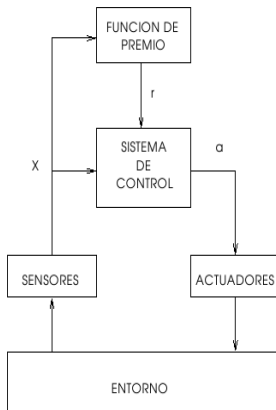 FUNCION DE
PREMIO
r
SISTEMA
DE
CONTROL
X
a
SENSORES
ACTUADORES
ENTORNO